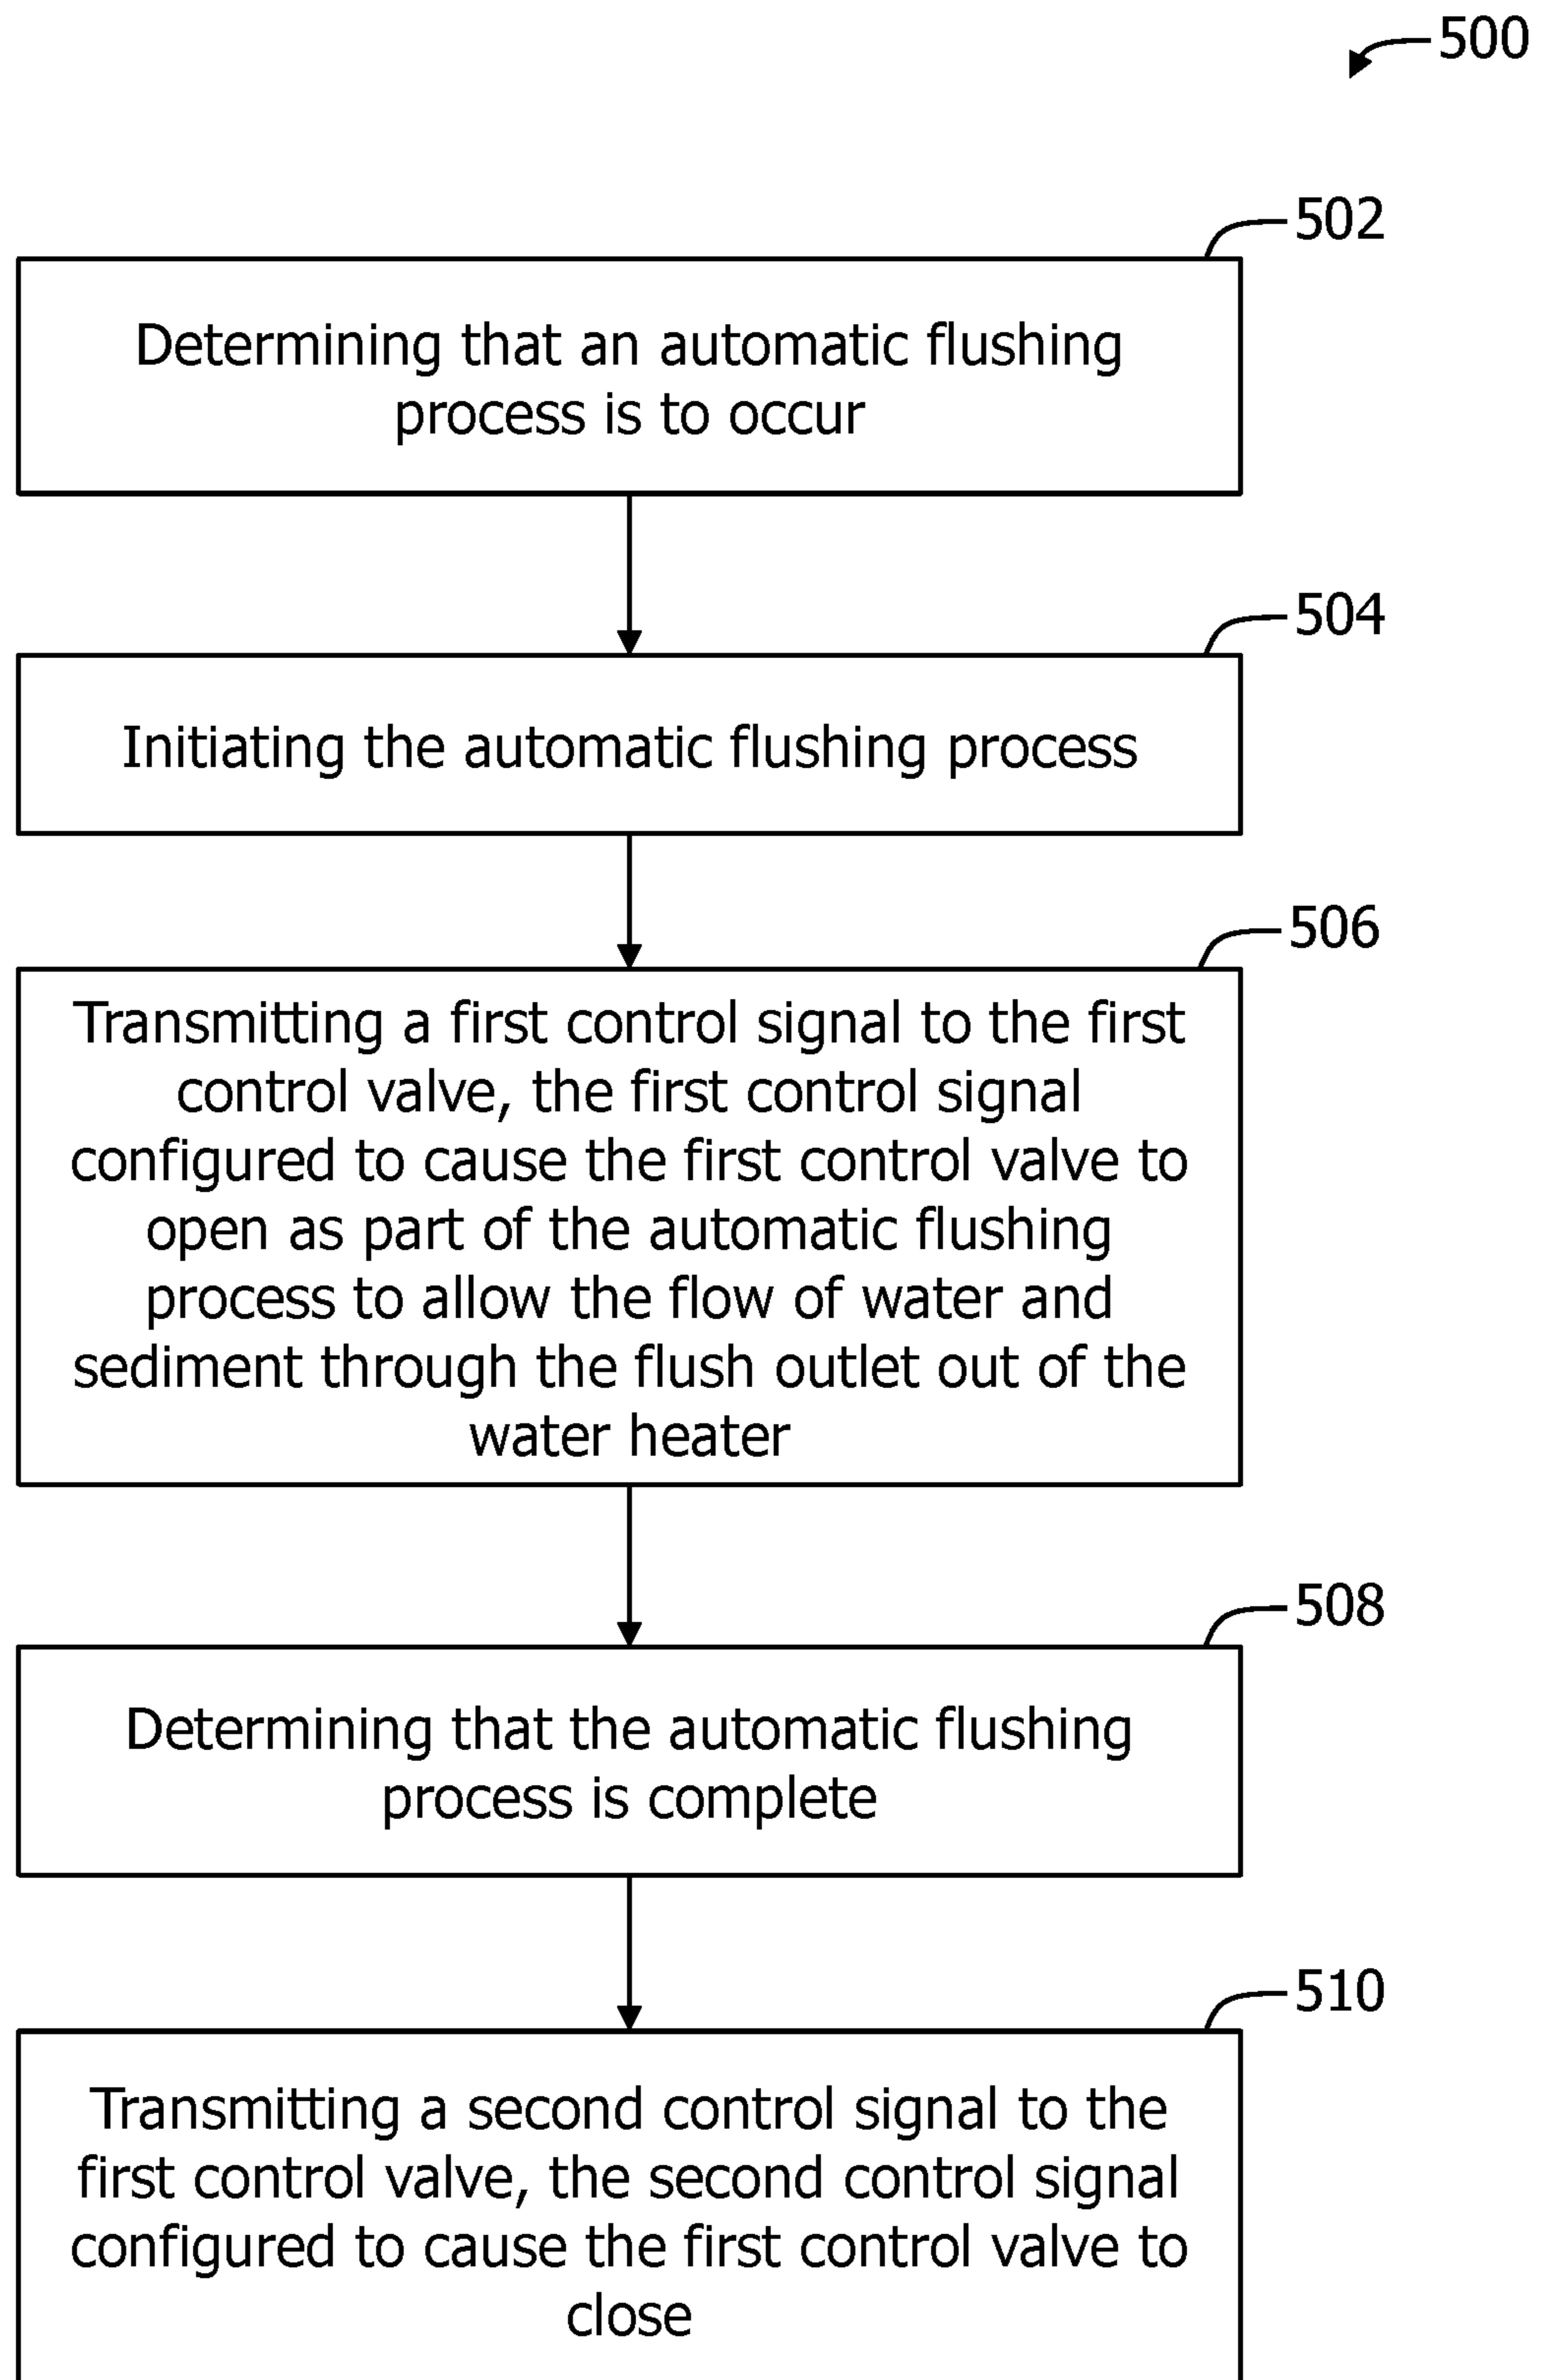 500
502
Determining that an automatic flushing
process is to occur
504
Initiating the automatic flushing process
506
Transmitting a first control signal to the first
control valve, the first control signal
configured to cause the first control valve to
open as part of the automatic flushing
process to allow the flow of water and
sediment through the flush outlet out of the
water heater
508
Determining that the automatic flushing
process is complete
510
Transmitting a second control signal to the
first control valve, the second control signal
configured to cause the first control valve to
close